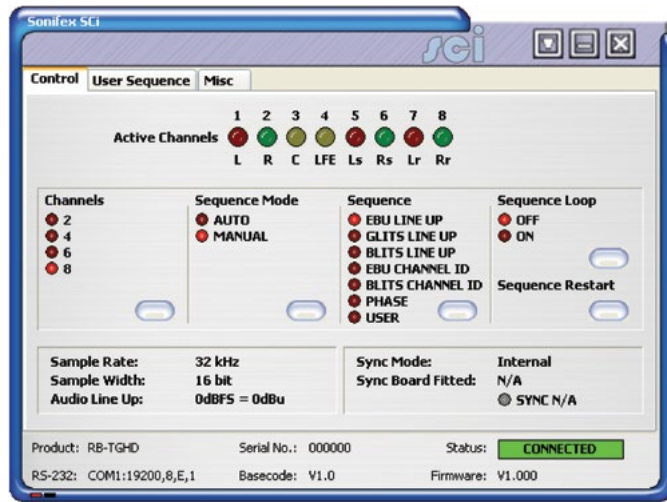 Sonifex SCi
sci
Control User Sequence Misc
1 2 3 4 5 6 7 8
Active Channels
L R C LFE Ls Rs Lr Rr
Channels
2
4
6
8
Sequence Mode
AUTO
MANUAL
Sequence
EBU LINE UP
GLITS LINE UP
BLITS LINE UP
EBU CHANNEL ID
BLITS CHANNEL ID
PHASE
USER
Sequence Loop
OFF
ON
Sequence Restart
Sample Rate: 32 kHz
Sample Width: 16 bit
Audio Line Up: 0dBFS = 0dBu
Sync Mode: Internal
Sync Board Fitted: N/A
SYNC N/A
Product: RB-TGHD Serial No.: 000000 Status: CONNECTED
RS-232: COM1:19200,8,E,1 Basecode: V1.0 Firmware: V1.000